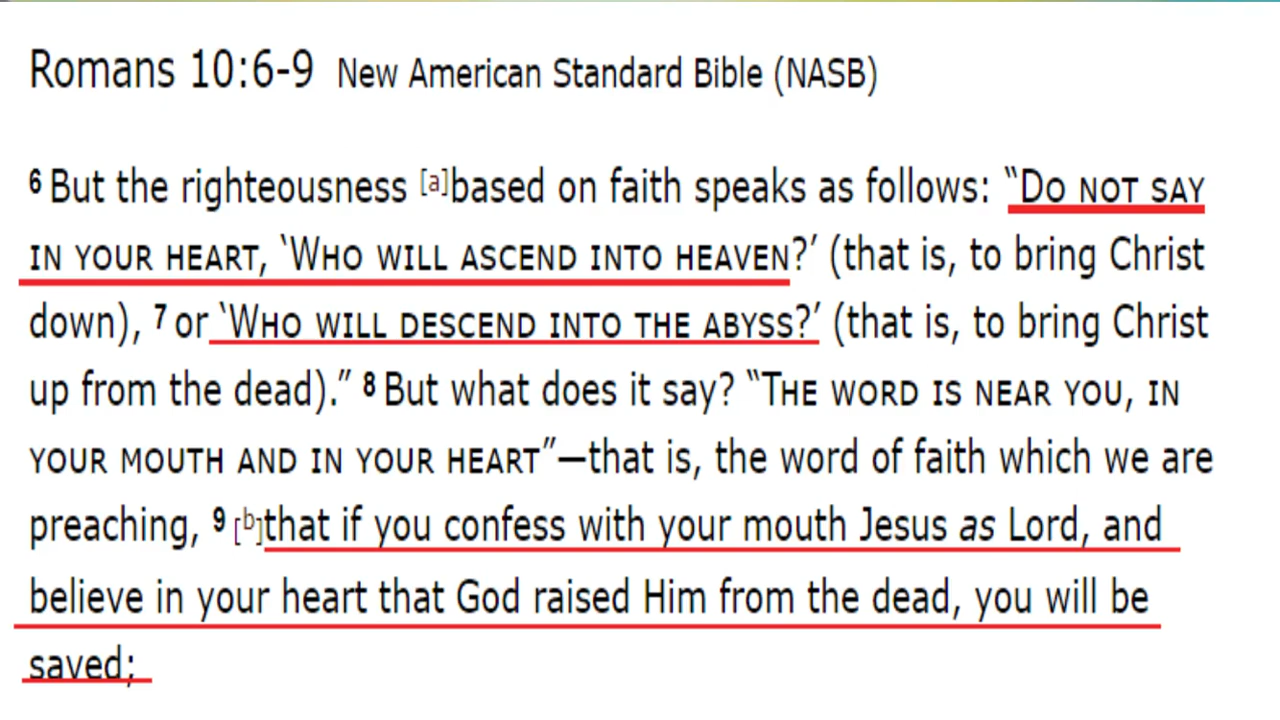 Romans 10:6-9 New American Standard Bible (NASB)
6 But the righteousness [a]based on faith speaks as follows: “Do not say
in your heart, ‘Who will ascend into heaven?’ (that is, to bring Christ
down), 7 or ‘Who will descend into the abyss?’ (that is, to bring Christ
up from the dead).” 8 But what does it say? “The word is near you, in
your mouth and in your heart”—that is, the word of faith which we are
preaching, 9 [b]that if you confess with your mouth Jesus as Lord, and
believe in your heart that God raised Him from the dead, you will be
saved;